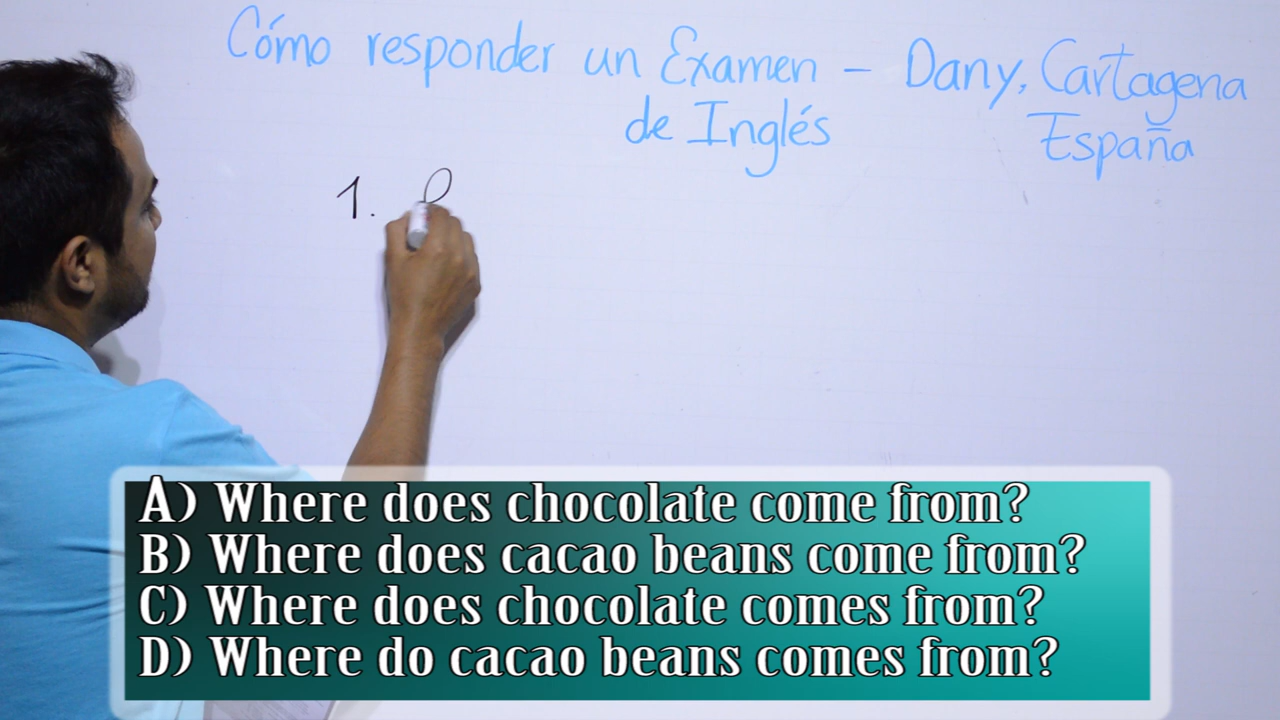 Cómo responder un Examen - Dany, Cartagena
de Inglés España
1.
A) Where does chocolate come from?
B) Where does cacao beans come from?
C) Where does chocolate comes from?
D) Where do cacao beans comes from?